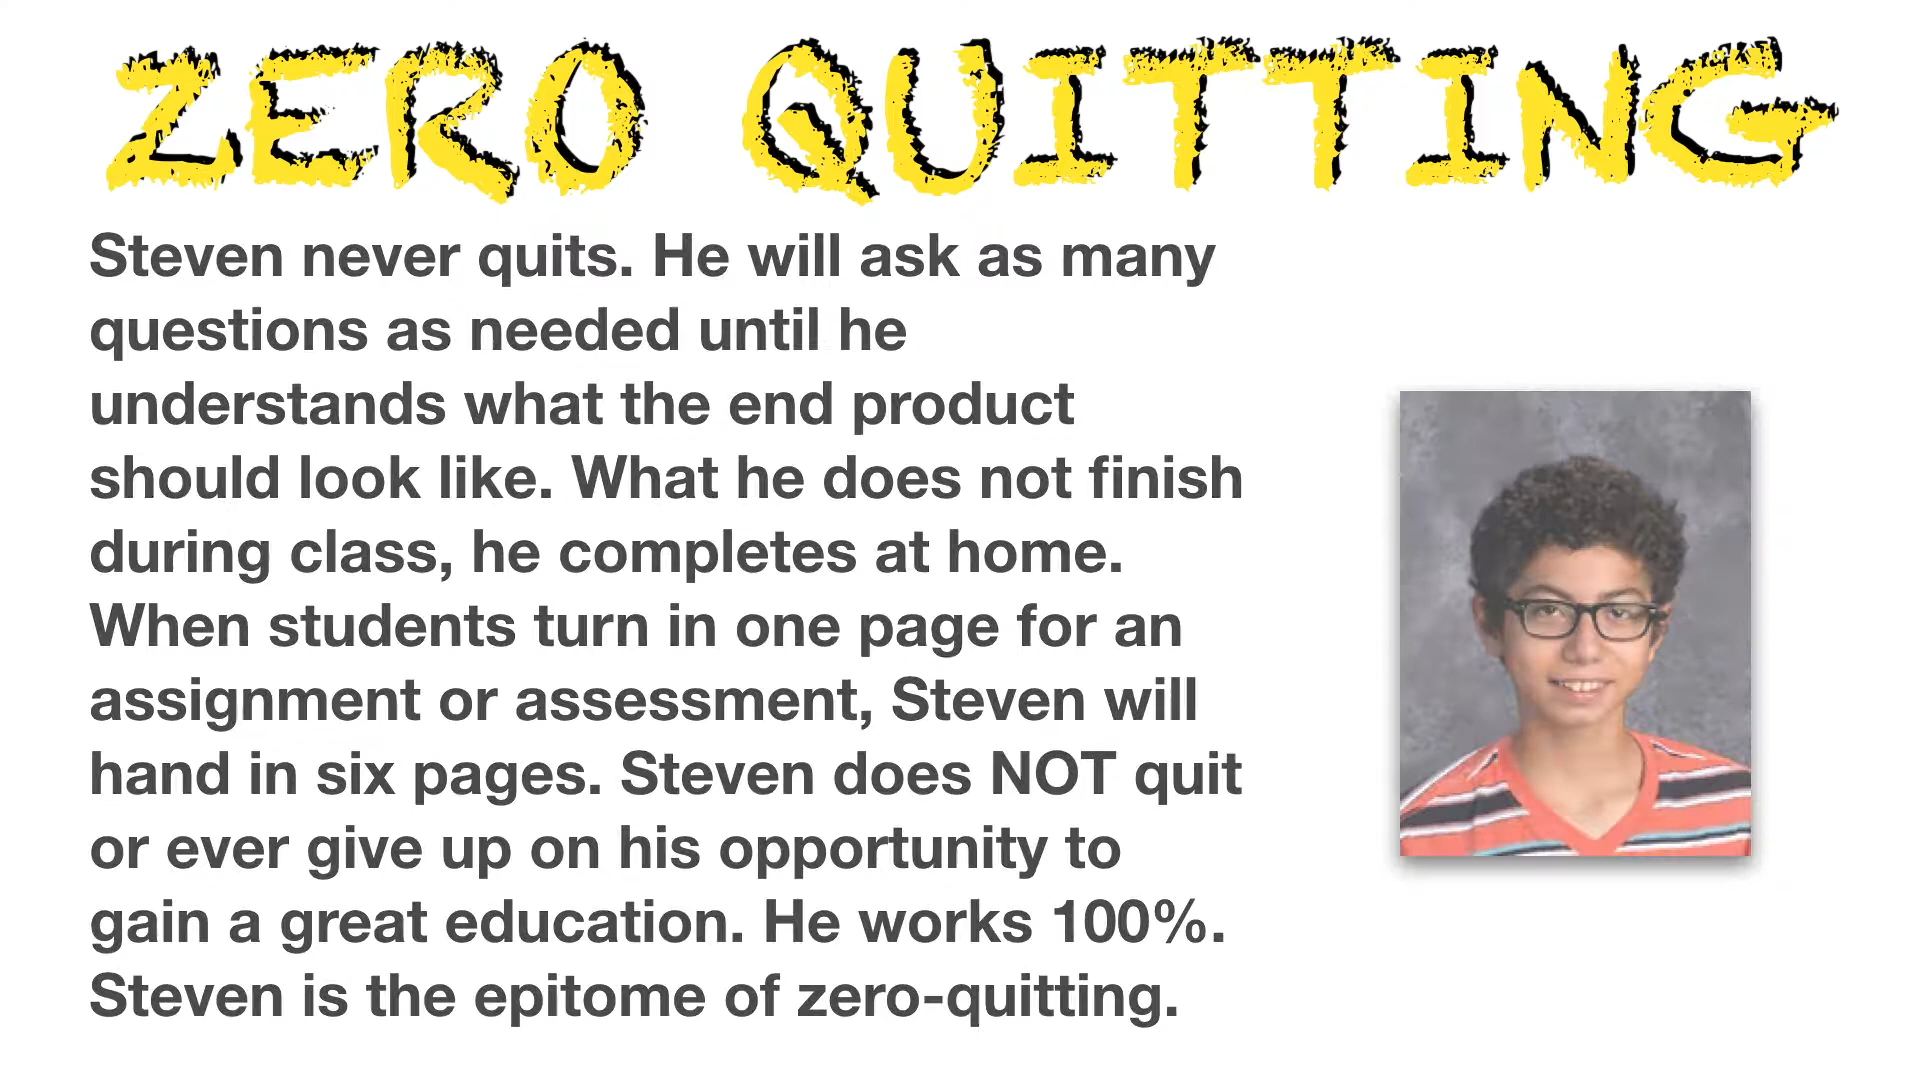 ZERO QUITTING
Steven never quits. He will ask as many
questions as needed until he
understands what the end product
should look like. What he does not finish
during class, he completes at home.
When students turn in one page for an
assignment or assessment, Steven will
hand in six pages. Steven does NOT quit
or ever give up on his opportunity to
gain a great education. He works 100%.
Steven is the epitome of zero-quitting.